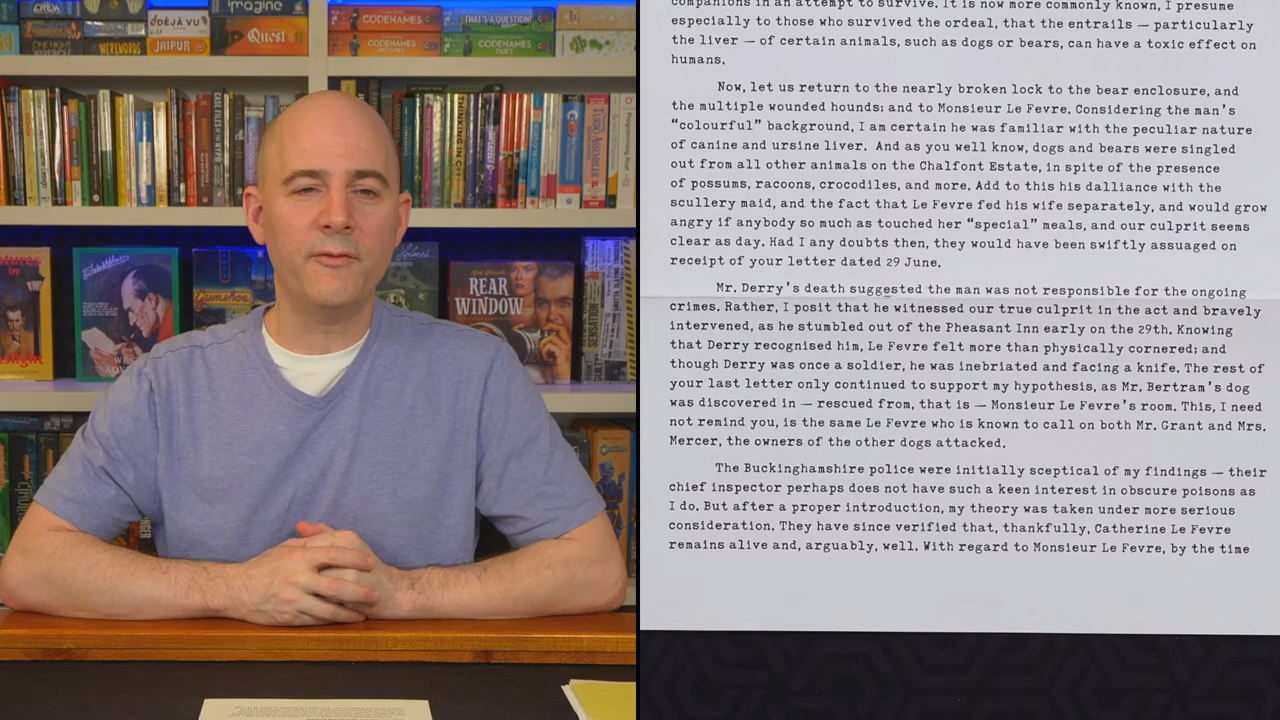 Imagine
DÉJÀ VU
CODENAMES
THAT'S A QUESTION!
WEREWORDS
JAIPUR
Quest
CODENAMES
CODENAMES
CASE FILES of the NYPD
TURBO ASSEMBLER
Gumshoe
REAR
WINDOW
companions in an attempt to survive. It is now more commonly known, I presume
especially to those who survived the ordeal, that the entrails — particularly
the liver — of certain animals, such as dogs or bears, can have a toxic effect on
humans.
Now, let us return to the nearly broken lock to the bear enclosure, and
the multiple wounded hounds; and to Monsieur Le Fevre. Considering the man's
“colourful” background, I am certain he was familiar with the peculiar nature
of canine and ursine liver. And as you well know, dogs and bears were singled
out from all other animals on the Chalfont Estate, in spite of the presence
of possums, racoons, crocodiles, and more. Add to this his dalliance with the
scullery maid, and the fact that Le Fevre fed his wife separately, and would grow
angry if anybody so much as touched her “special” meals, and our culprit seems
clear as day. Had I any doubts then, they would have been swiftly assuaged on
receipt of your letter dated 29 June.
Mr. Derry's death suggested the man was not responsible for the ongoing
crimes. Rather, I posit that he witnessed our true culprit in the act and bravely
intervened, as he stumbled out of the Pheasant Inn early on the 29th. Knowing
that Derry recognised him, Le Fevre felt more than physically cornered; and
though Derry was once a soldier, he was inebriated and facing a knife. The rest of
your last letter only continued to support my hypothesis, as Mr. Bertram's dog
was discovered in — rescued from, that is — Monsieur Le Fevre's room. This, I need
not remind you, is the same Le Fevre who is known to call on both Mr. Grant and Mrs.
Mercer, the owners of the other dogs attacked.
The Buckinghamshire police were initially sceptical of my findings — their
chief inspector perhaps does not have such a keen interest in obscure poisons as
I do. But after a proper introduction, my theory was taken under more serious
consideration. They have since verified that, thankfully, Catherine Le Fevre
remains alive and, arguably, well. With regard to Monsieur Le Fevre, by the time